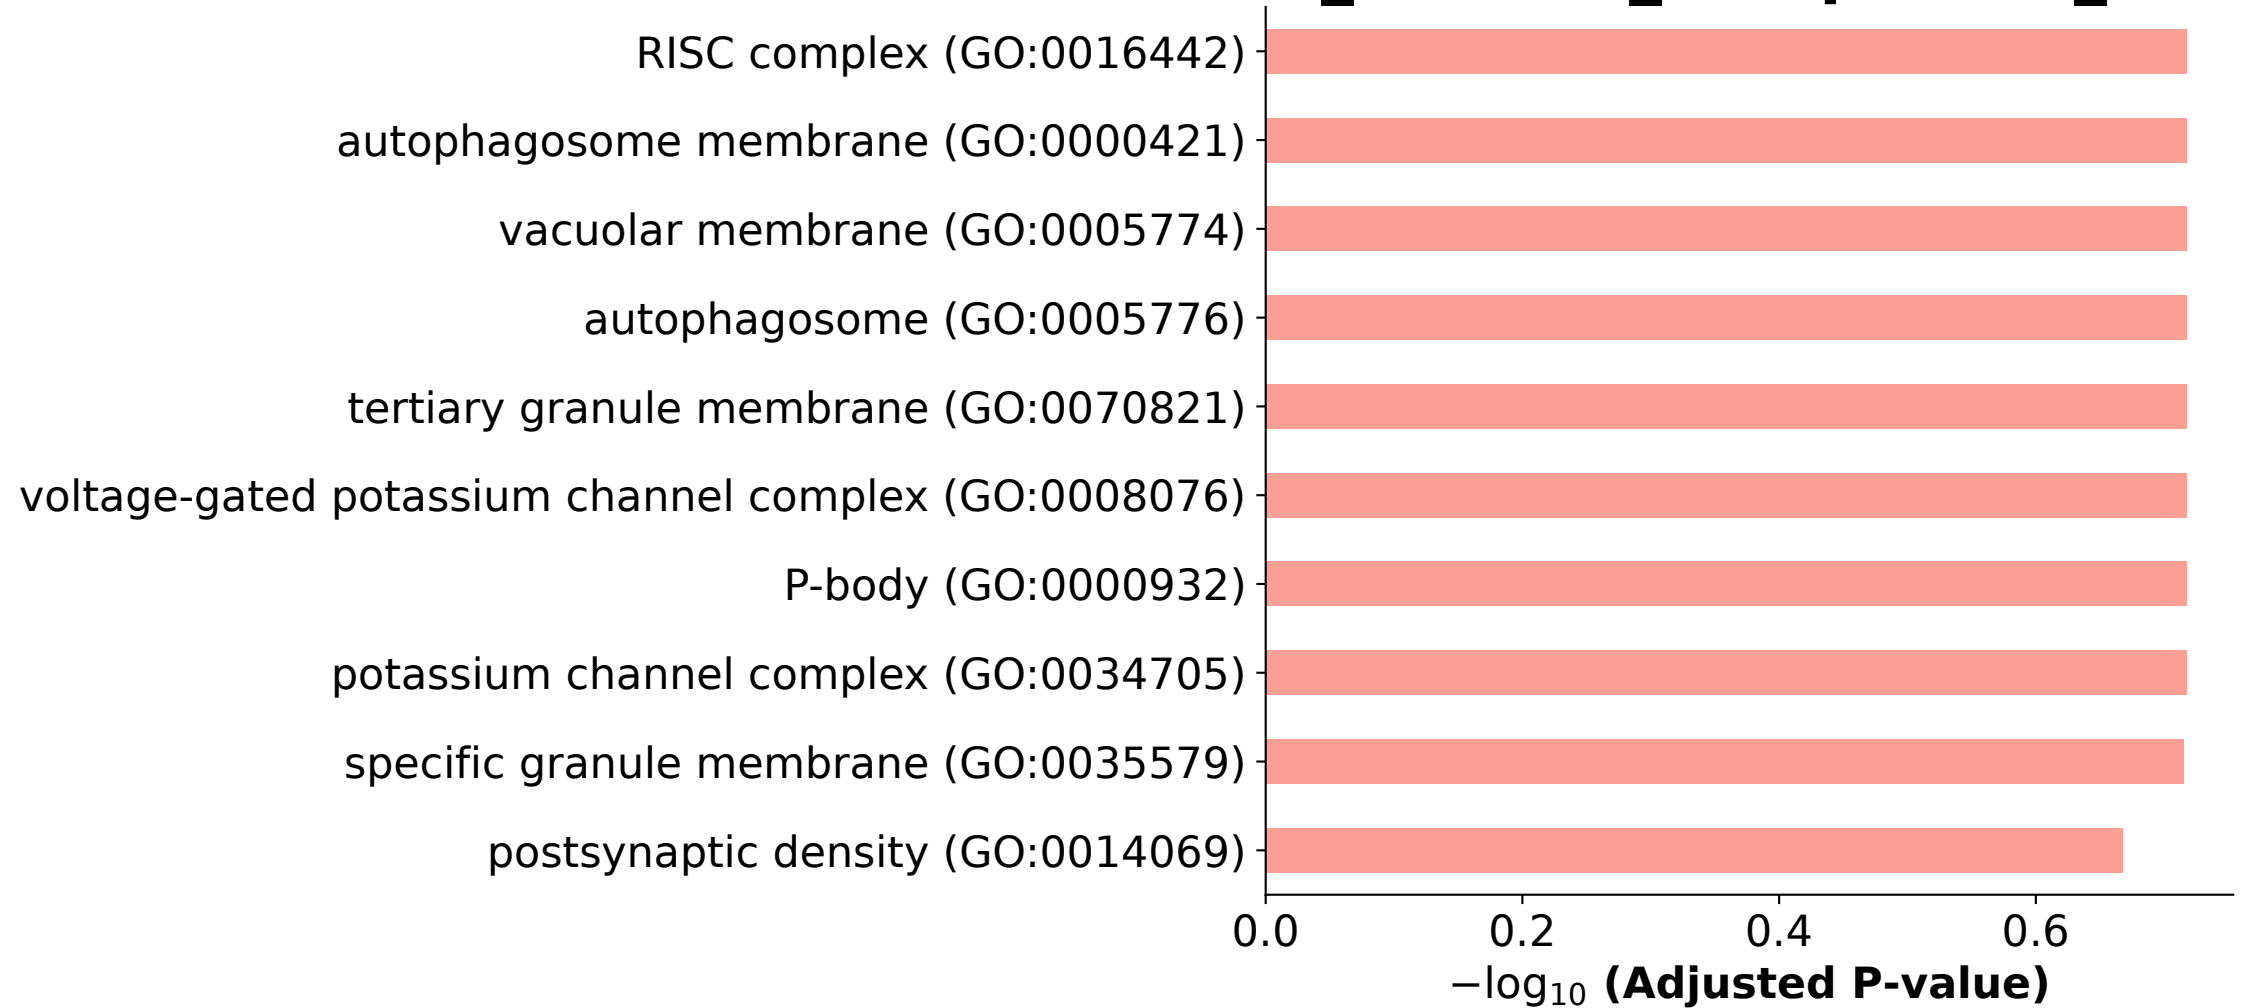 RISC complex (GO:0016442)
autophagosome membrane (GO:0000421)
vacuolar membrane (GO:0005774)
autophagosome (GO:0005776)
tertiary granule membrane (GO:0070821)
voltage-gated potassium channel complex (GO:0008076)
P-body (GO:0000932)
potassium channel complex (GO:0034705)
specific granule membrane (GO:0035579)
postsynaptic density (GO:0014069)
0.0 0.2 0.4 0.6
−log₁₀ (Adjusted P-value)